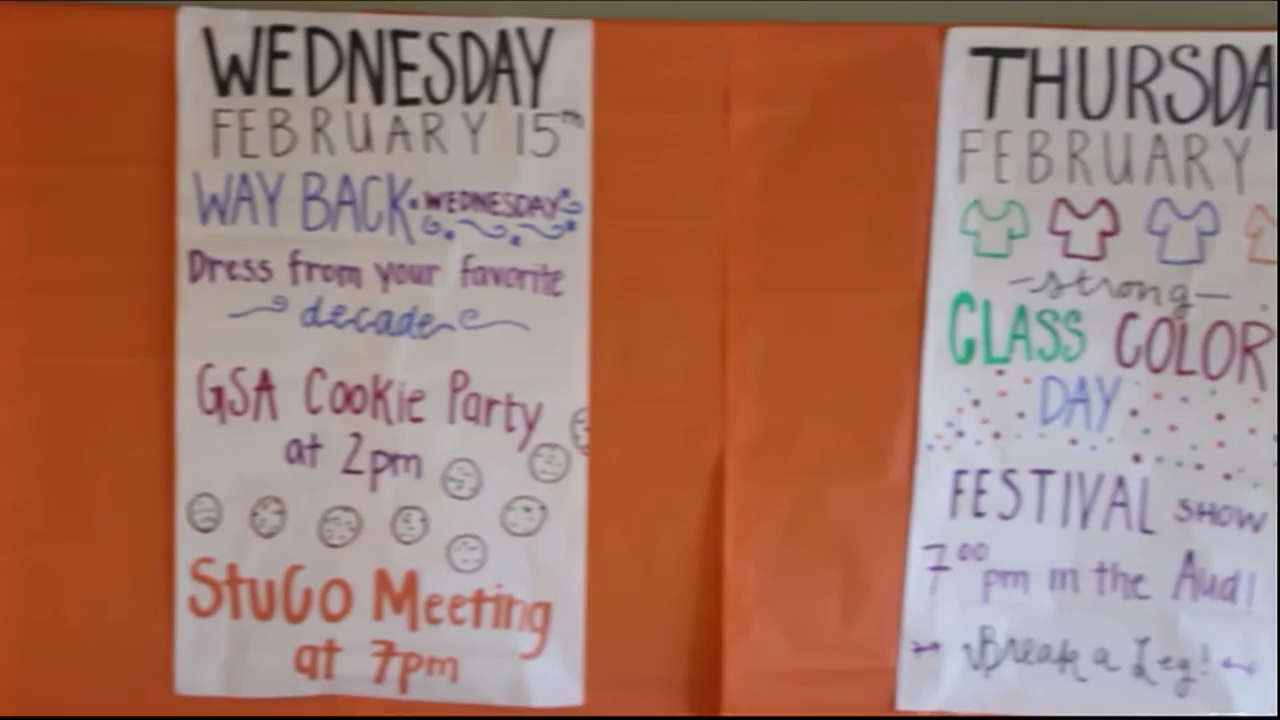 WEDNESDAY
FEBRUARY 15th
WAY BACK WEDNESDAY
Dress from your favorite
decade
GSA Cookie Party
at 2pm
StuCo Meeting
at 7pm
THURSDA
FEBRUARY
-strong-
CLASS COLOR
DAY
FESTIVAL SHOW
7:00 pm in the Aud!
Break a Leg!